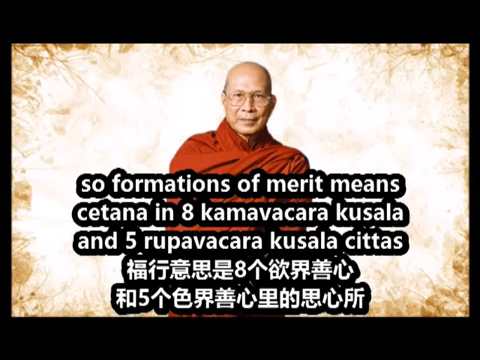 so formations of merit means
cetana in 8 kamavacara kusala
and 5 rupavacara kusala cittas
福行意思是8个欲界善心
和5个色界善心里的思心所